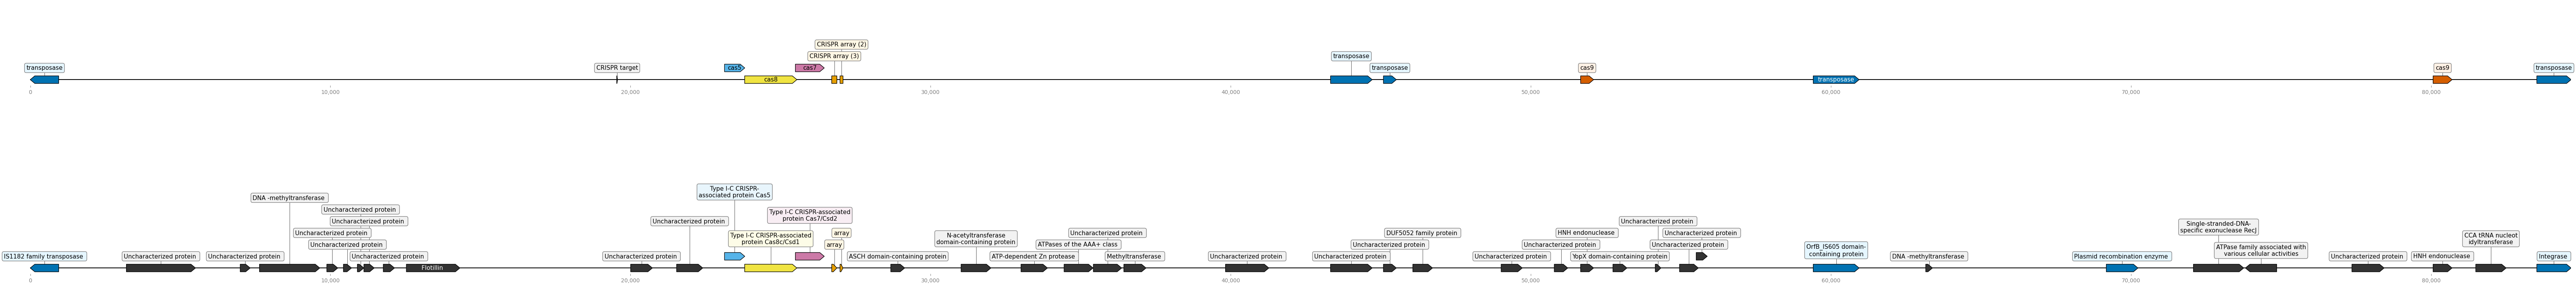 CRISPR array (2)
CRISPR array (3)
transposase
transposase
CRISPR target
cas5
cas7
transposase
cas9
cas9
transposase
cas8
transposase
0
10,000
20,000
30,000
40,000
50,000
60,000
70,000
80,000
Type I-C CRISPR-
associated protein Cas5
DNA -methyltransferase
Uncharacterized protein
Type I-C CRISPR-associated
protein Cas7/Csd2
Uncharacterized protein
Uncharacterized protein
Uncharacterized protein
Single-stranded-DNA-
specific exonuclease RecJ
Uncharacterized protein
array
N-acetyltransferase
domain-containing protein
Uncharacterized protein
DUF5052 family protein
HNH endonuclease
Uncharacterized protein
CCA tRNA nucleot
idyltransferase
Uncharacterized protein
Type I-C CRISPR-associated
protein Cas8c/Csd1
array
ATPases of the AAA+ class
Uncharacterized protein
Uncharacterized protein
Uncharacterized protein
OrfB_IS605 domain-
containing protein
ATPase family associated with
various cellular activities
IS1182 family transposase
Uncharacterized protein
Uncharacterized protein
Uncharacterized protein
Uncharacterized protein
ASCH domain-containing protein
ATP-dependent Zn protease
Methyltransferase
Uncharacterized protein
Uncharacterized protein
Uncharacterized protein
YopX domain-containing protein
DNA -methyltransferase
Plasmid recombination enzyme
Uncharacterized protein
HNH endonuclease
Integrase
Flotillin
0
10,000
20,000
30,000
40,000
50,000
60,000
70,000
80,000